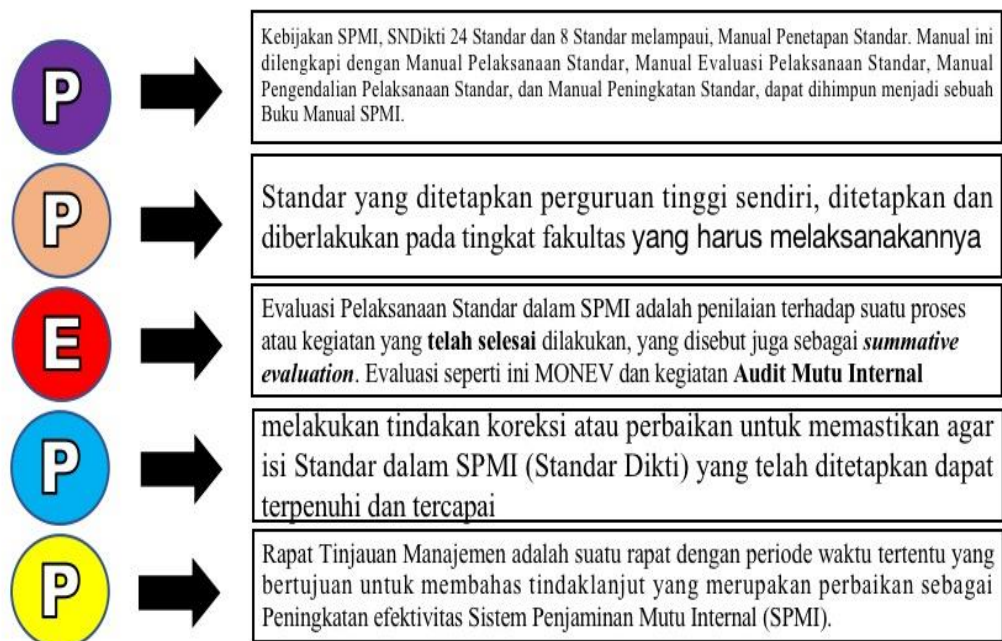 P
Kebijakan SPMI, SNDikti 24 Standar dan 8 Standar melampaui, Manual Penetapan Standar. Manual ini
dilengkapi dengan Manual Pelaksanaan Standar, Manual Evaluasi Pelaksanaan Standar, Manual
Pengendalian Pelaksanaan Standar, dan Manual Peningkatan Standar, dapat dihimpun menjadi sebuah
Buku Manual SPMI.
P
Standar yang ditetapkan perguruan tinggi sendiri, ditetapkan dan
diberlakukan pada tingkat fakultas yang harus melaksanakannya
E
Evaluasi Pelaksanaan Standar dalam SPMI adalah penilaian terhadap suatu proses
atau kegiatan yang telah selesai dilakukan, yang disebut juga sebagai summative
evaluation. Evaluasi seperti ini MONEV dan kegiatan Audit Mutu Internal
P
melakukan tindakan koreksi atau perbaikan untuk memastikan agar
isi Standar dalam SPMI (Standar Dikti) yang telah ditetapkan dapat
terpenuhi dan tercapai
P
Rapat Tinjauan Manajemen adalah suatu rapat dengan periode waktu tertentu yang
bertujuan untuk membahas tindaklanjut yang merupakan perbaikan sebagai
Peningkatan efektivitas Sistem Penjaminan Mutu Internal (SPMI).